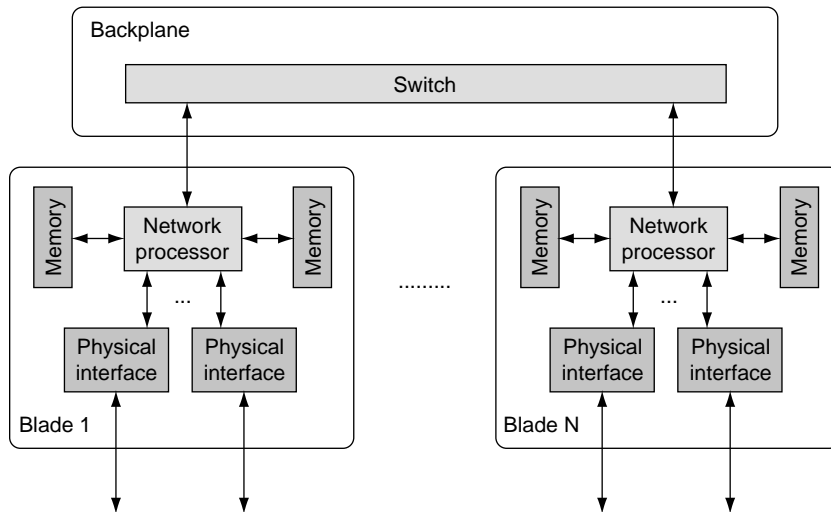 Backplane
Switch
Memory
Network
processor
Memory
...
Physical
interface
Physical
interface
Blade 1
.........
Memory
Network
processor
Memory
...
Physical
interface
Physical
interface
Blade N